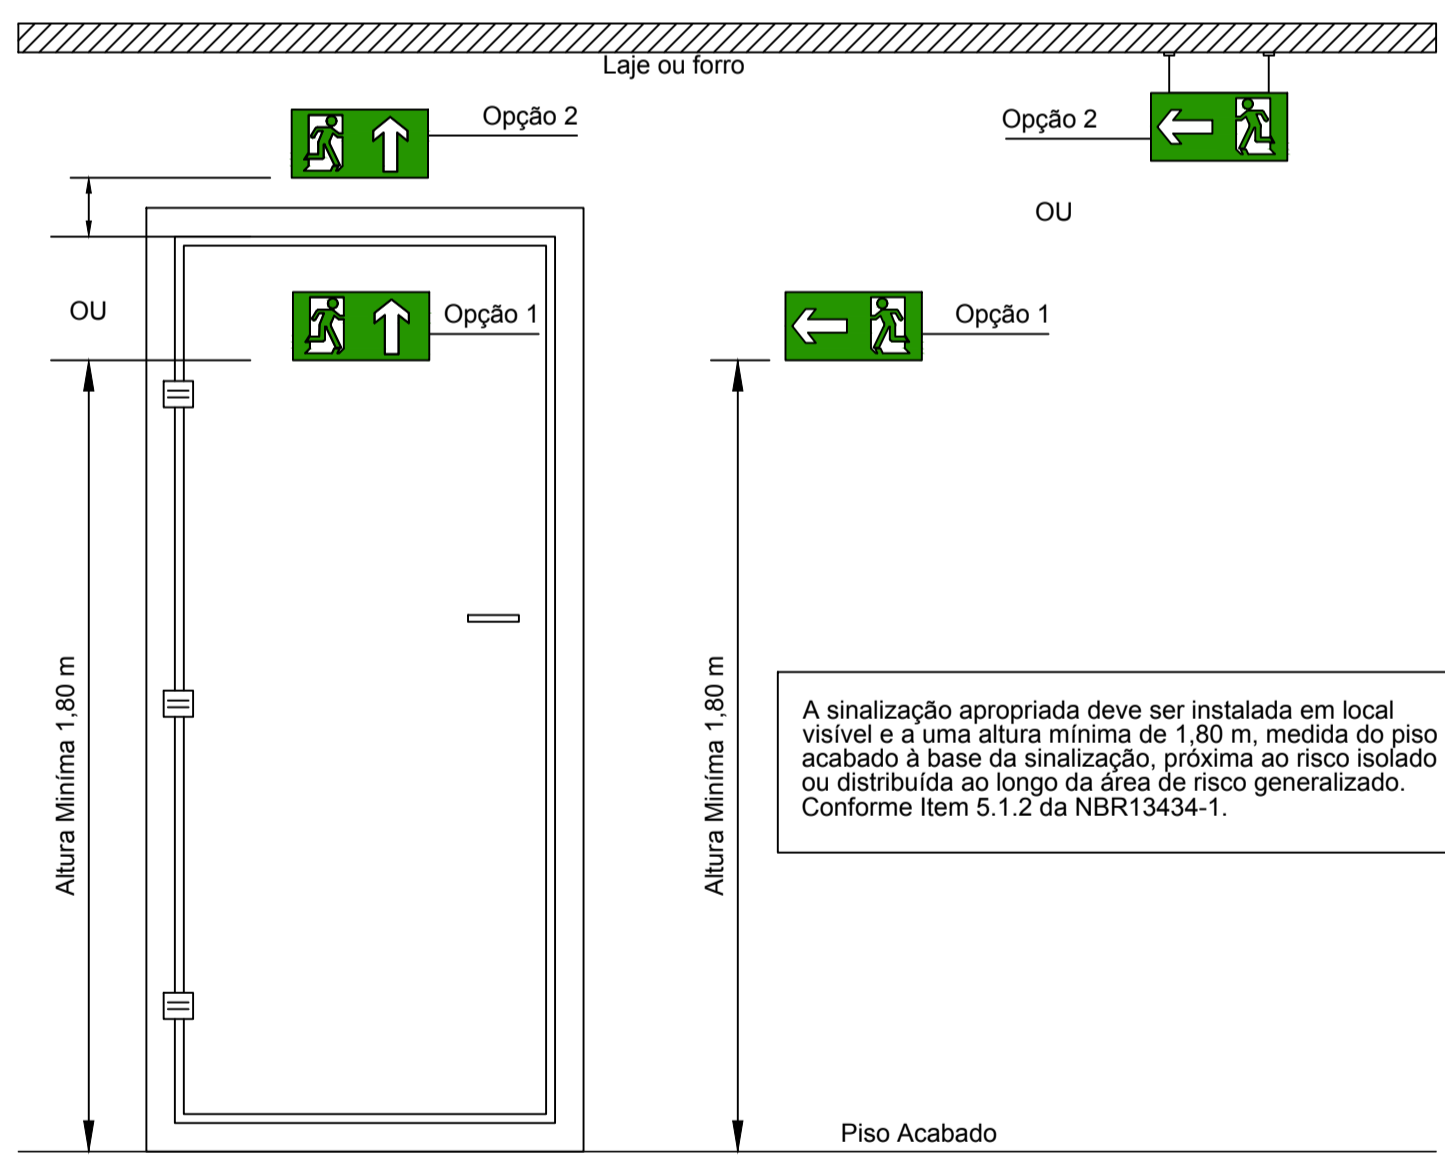 Laje ou forro
Opção 2
Opção 2
OU
OU
Opção 1
Opção 1
Altura Miníma 1,80 m
Altura Miníma 1,80 m
A sinalização apropriada deve ser instalada em local
visível e a uma altura mínima de 1,80 m, medida do piso
acabado à base da sinalização, próxima ao risco isolado
ou distribuída ao longo da área de risco generalizado.
Conforme Item 5.1.2 da NBR13434-1.
Piso Acabado